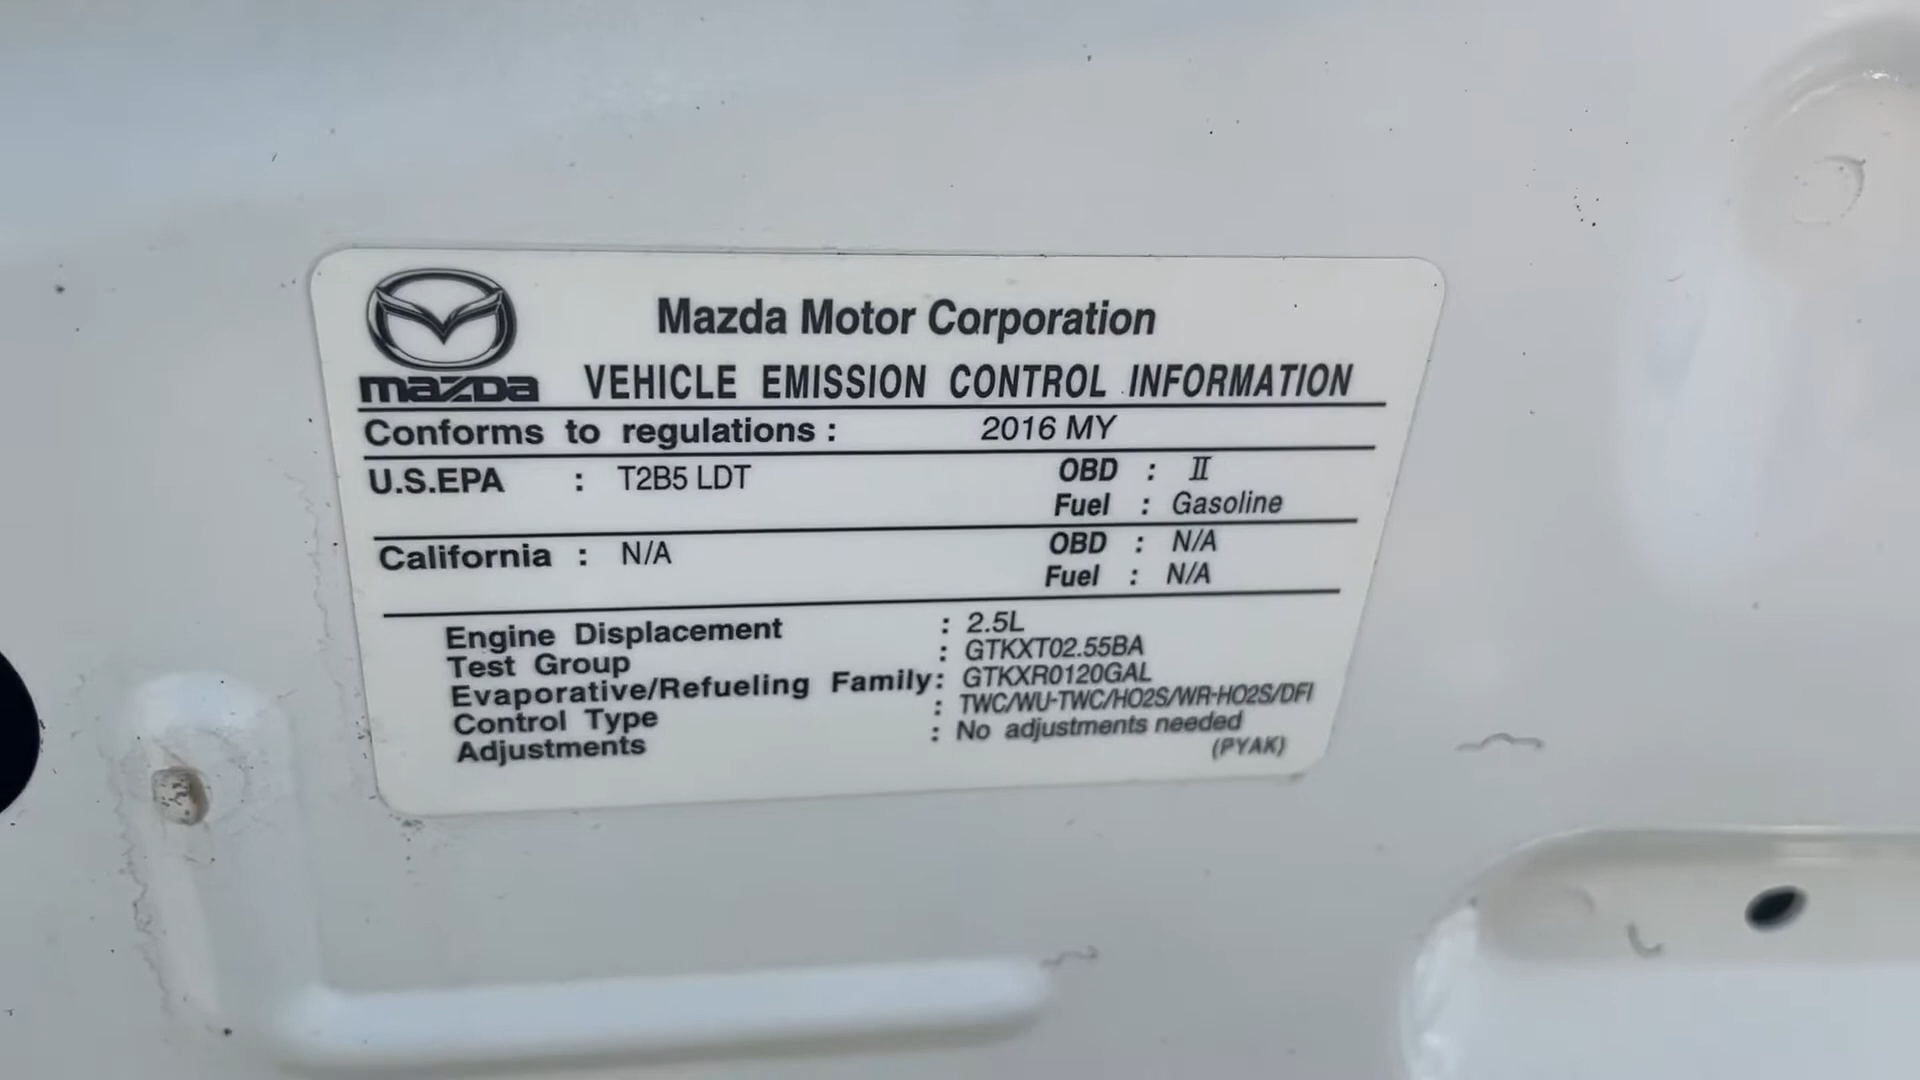 Mazda Motor Corporation
mazda VEHICLE EMISSION CONTROL INFORMATION
Conforms to regulations : 2016 MY
U.S.EPA : T2B5 LDT OBD : II
Fuel : Gasoline
California : N/A OBD : N/A
Fuel : N/A
Engine Displacement : 2.5L
Test Group : GTKXT02.55BA
Evaporative/Refueling Family: GTKXR0120GAL
Control Type : TWC/WU-TWC/HO2S/WR-HO2S/DFI
Adjustments : No adjustments needed
(PYAK)